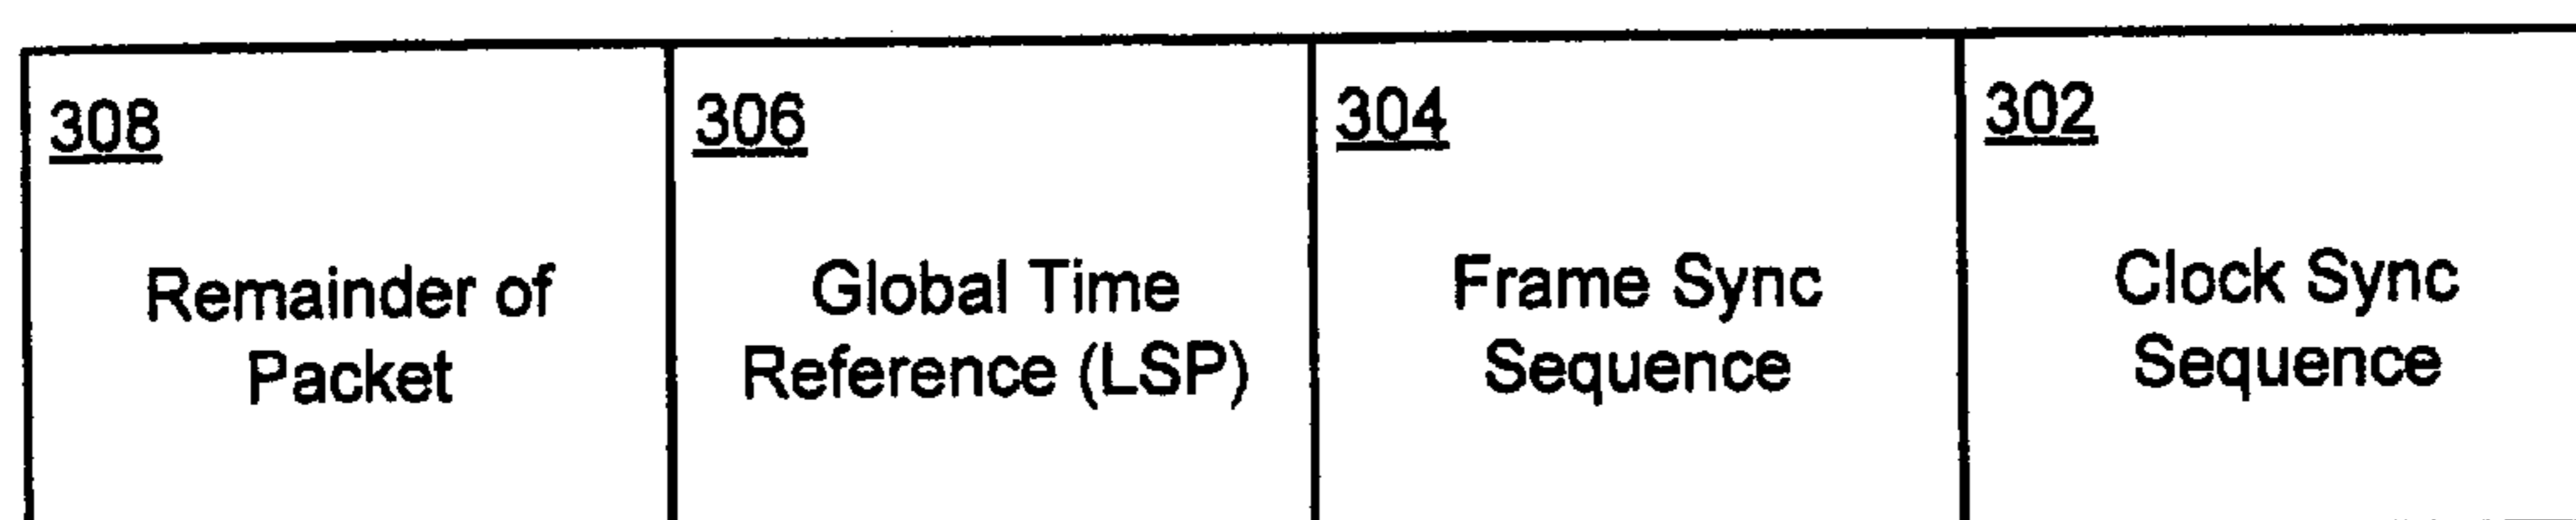 308
Remainder of
Packet
306
Global Time
Reference (LSP)
304
Frame Sync
Sequence
302
Clock Sync
Sequence